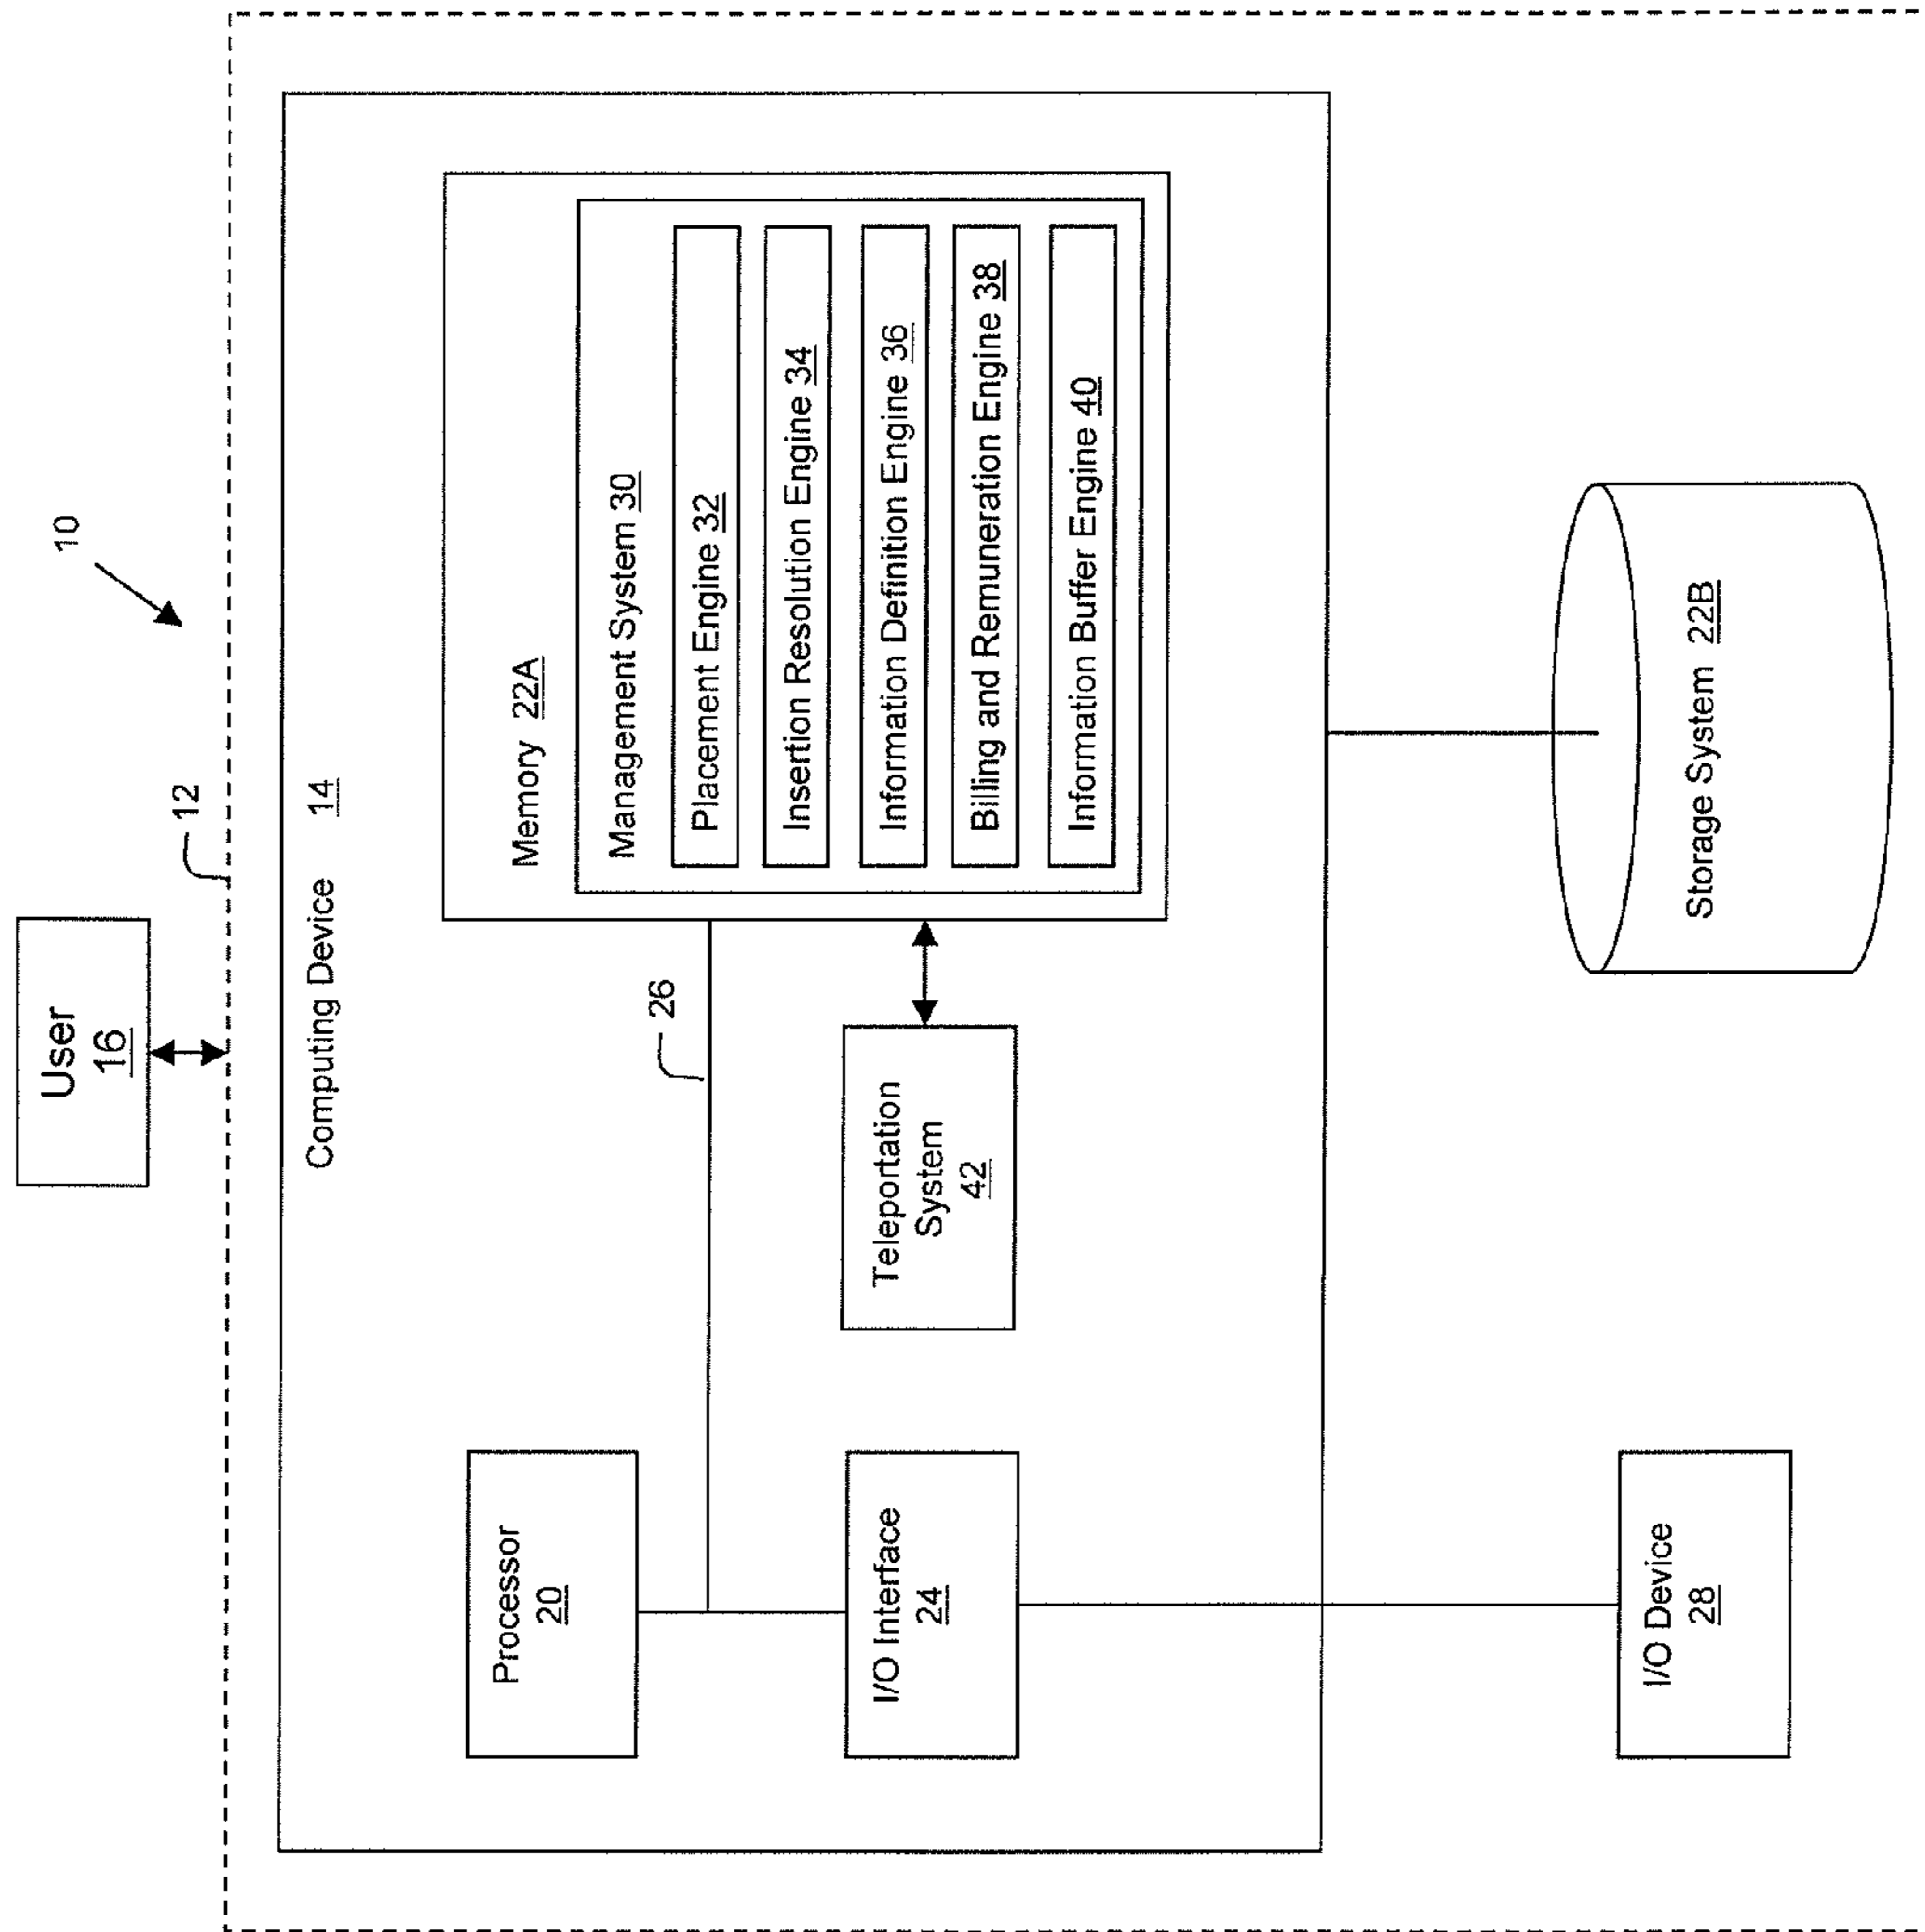 10
User
16
12
Computing Device 14
Memory 22A
Management System 30
Placement Engine 32
Insertion Resolution Engine 34
Information Definition Engine 36
Billing and Remuneration Engine 38
Information Buffer Engine 40
26
Teleportation
System
42
Processor
20
I/O Interface
24
Storage System 22B
I/O Device
28